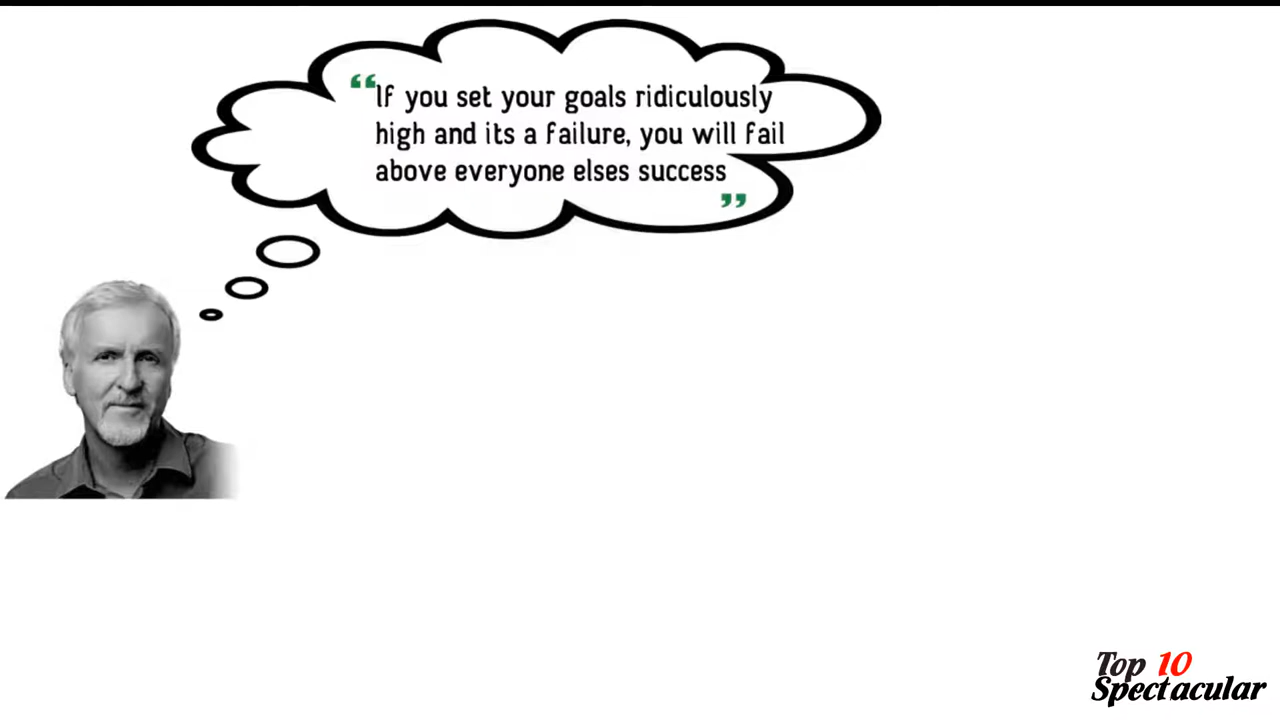 “If you set your goals ridiculously
high and its a failure, you will fail
above everyone elses success
”
Top 10
Spectacular